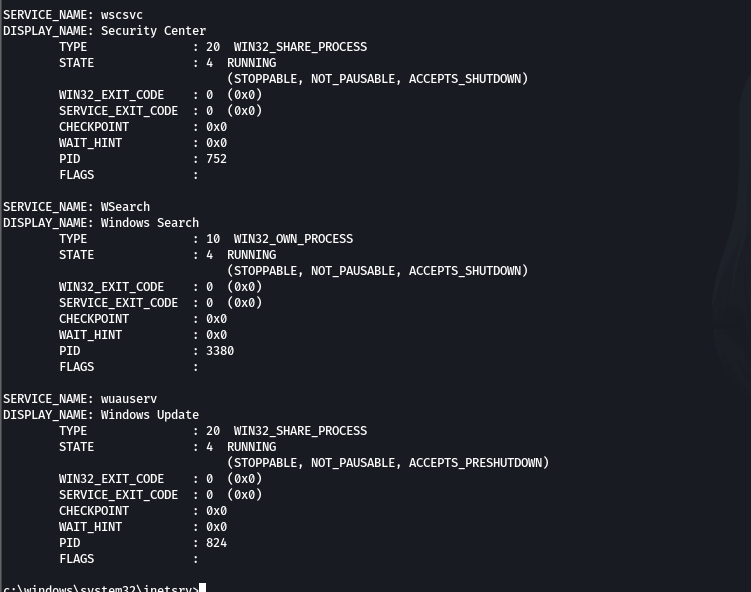 SERVICE_NAME: wscsvc
DISPLAY_NAME: Security Center
        TYPE               : 20  WIN32_SHARE_PROCESS
        STATE              : 4  RUNNING
                                (STOPPABLE, NOT_PAUSABLE, ACCEPTS_SHUTDOWN)
        WIN32_EXIT_CODE    : 0  (0x0)
        SERVICE_EXIT_CODE  : 0  (0x0)
        CHECKPOINT         : 0x0
        WAIT_HINT          : 0x0
        PID                : 752
        FLAGS              :

SERVICE_NAME: WSearch
DISPLAY_NAME: Windows Search
        TYPE               : 10  WIN32_OWN_PROCESS
        STATE              : 4  RUNNING
                                (STOPPABLE, NOT_PAUSABLE, ACCEPTS_SHUTDOWN)
        WIN32_EXIT_CODE    : 0  (0x0)
        SERVICE_EXIT_CODE  : 0  (0x0)
        CHECKPOINT         : 0x0
        WAIT_HINT          : 0x0
        PID                : 3380
        FLAGS              :

SERVICE_NAME: wuauserv
DISPLAY_NAME: Windows Update
        TYPE               : 20  WIN32_SHARE_PROCESS
        STATE              : 4  RUNNING
                                (STOPPABLE, NOT_PAUSABLE, ACCEPTS_PRESHUTDOWN)
        WIN32_EXIT_CODE    : 0  (0x0)
        SERVICE_EXIT_CODE  : 0  (0x0)
        CHECKPOINT         : 0x0
        WAIT_HINT          : 0x0
        PID                : 824
        FLAGS              :

c:\windows\system32\inetsrv>